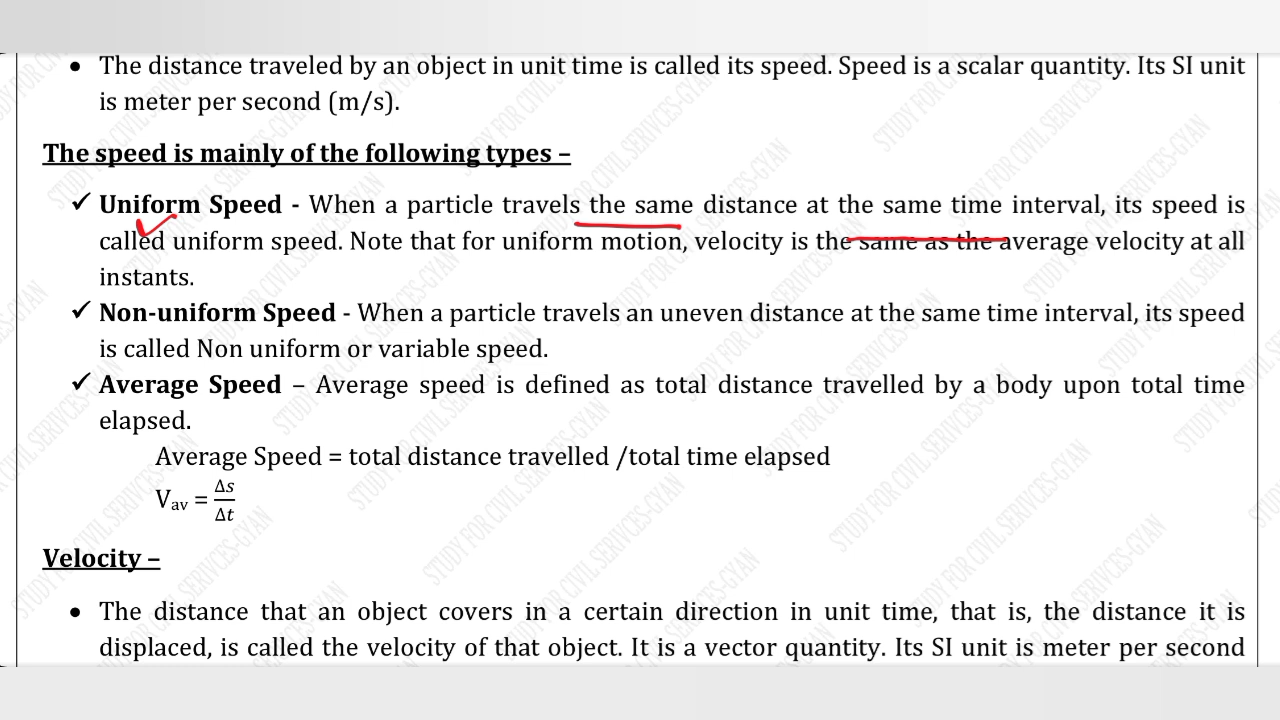 • The distance traveled by an object in unit time is called its speed. Speed is a scalar quantity. Its SI unit
is meter per second (m/s).
The speed is mainly of the following types –
✓ Uniform Speed - When a particle travels the same distance at the same time interval, its speed is
called uniform speed. Note that for uniform motion, velocity is the same as the average velocity at all
instants.
✓ Non-uniform Speed - When a particle travels an uneven distance at the same time interval, its speed
is called Non uniform or variable speed.
✓ Average Speed – Average speed is defined as total distance travelled by a body upon total time
elapsed.
Average Speed = total distance travelled /total time elapsed
Vav = Δs/Δt
Velocity –
• The distance that an object covers in a certain direction in unit time, that is, the distance it is
displaced, is called the velocity of that object. It is a vector quantity. Its SI unit is meter per second
STUDY FOR CIVIL SERIVCES-GYAN